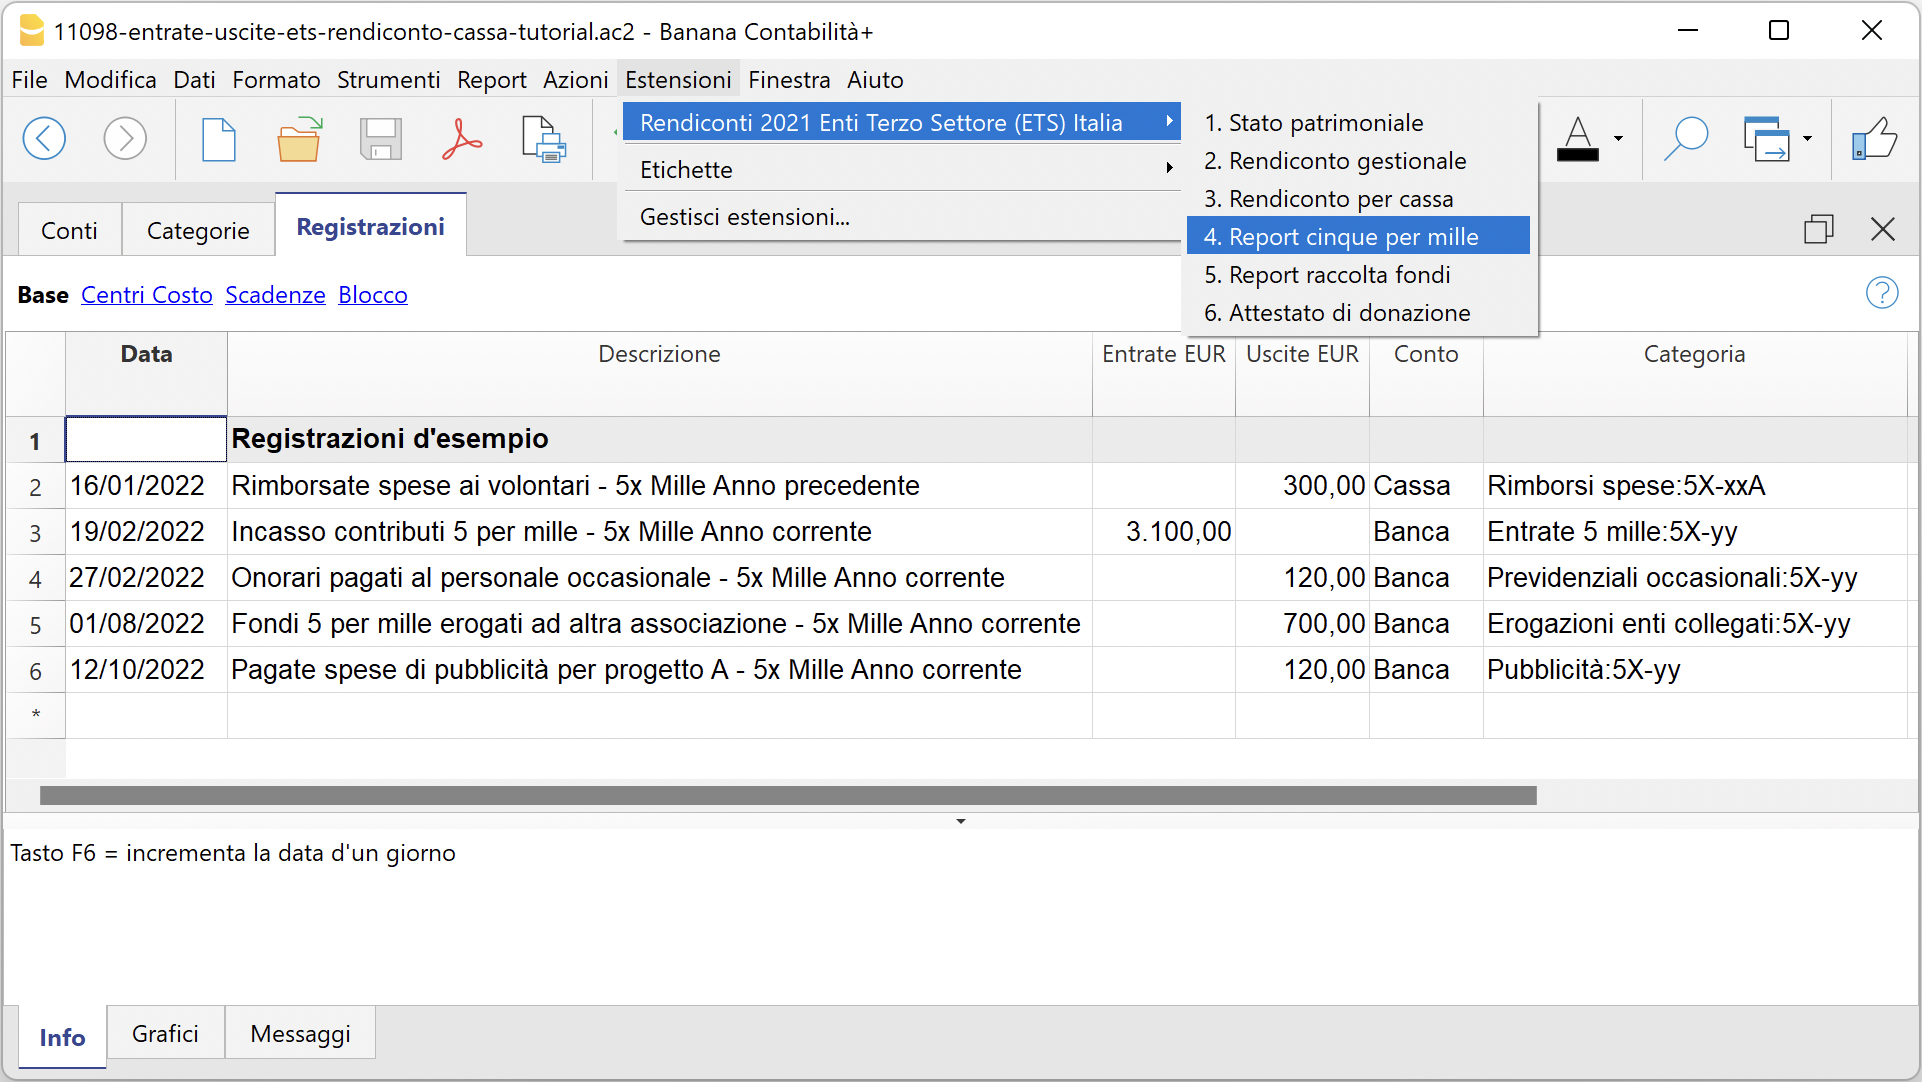 11098-entrate-uscite-ets-rendiconto-cassa-tutorial.ac2 - Banana Contabilità+
File Modifica Dati Formato Strumenti Report Azioni Estensioni Finestra Aiuto
Rendiconti 2021 Enti Terzo Settore (ETS) Italia
Etichette
Gestisci estensioni...
1. Stato patrimoniale
2. Rendiconto gestionale
3. Rendiconto per cassa
4. Report cinque per mille
5. Report raccolta fondi
6. Attestato di donazione
A
Conti Categorie Registrazioni
Base Centri Costo Scadenze Blocco
?
Data Descrizione Entrate EUR Uscite EUR Conto Categoria
1 Registrazioni d'esempio
2 16/01/2022 Rimborsate spese ai volontari - 5x Mille Anno precedente 300,00 Cassa Rimborsi spese:5X-xxA
3 19/02/2022 Incasso contributi 5 per mille - 5x Mille Anno corrente 3.100,00 Banca Entrate 5 mille:5X-yy
4 27/02/2022 Onorari pagati al personale occasionale - 5x Mille Anno corrente 120,00 Banca Previdenziali occasionali:5X-yy
5 01/08/2022 Fondi 5 per mille erogati ad altra associazione - 5x Mille Anno corrente 700,00 Banca Erogazioni enti collegati:5X-yy
6 12/10/2022 Pagate spese di pubblicità per progetto A - 5x Mille Anno corrente 120,00 Banca Pubblicità:5X-yy
*
Tasto F6 = incrementa la data d'un giorno
Info Grafici Messaggi